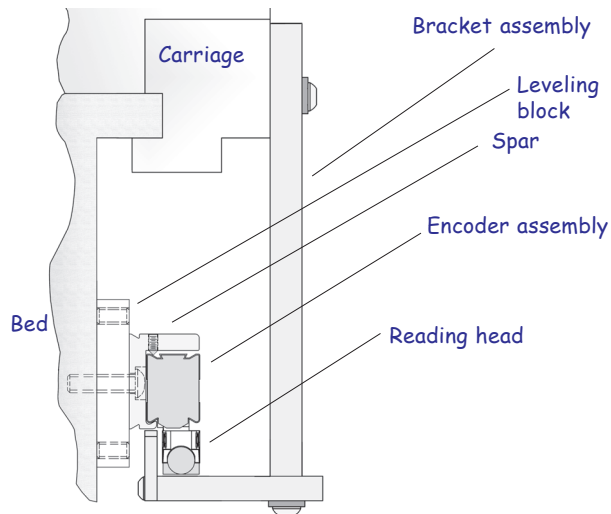 Bracket assembly
Carriage
Leveling
block
Spar
Encoder assembly
Bed
Reading head